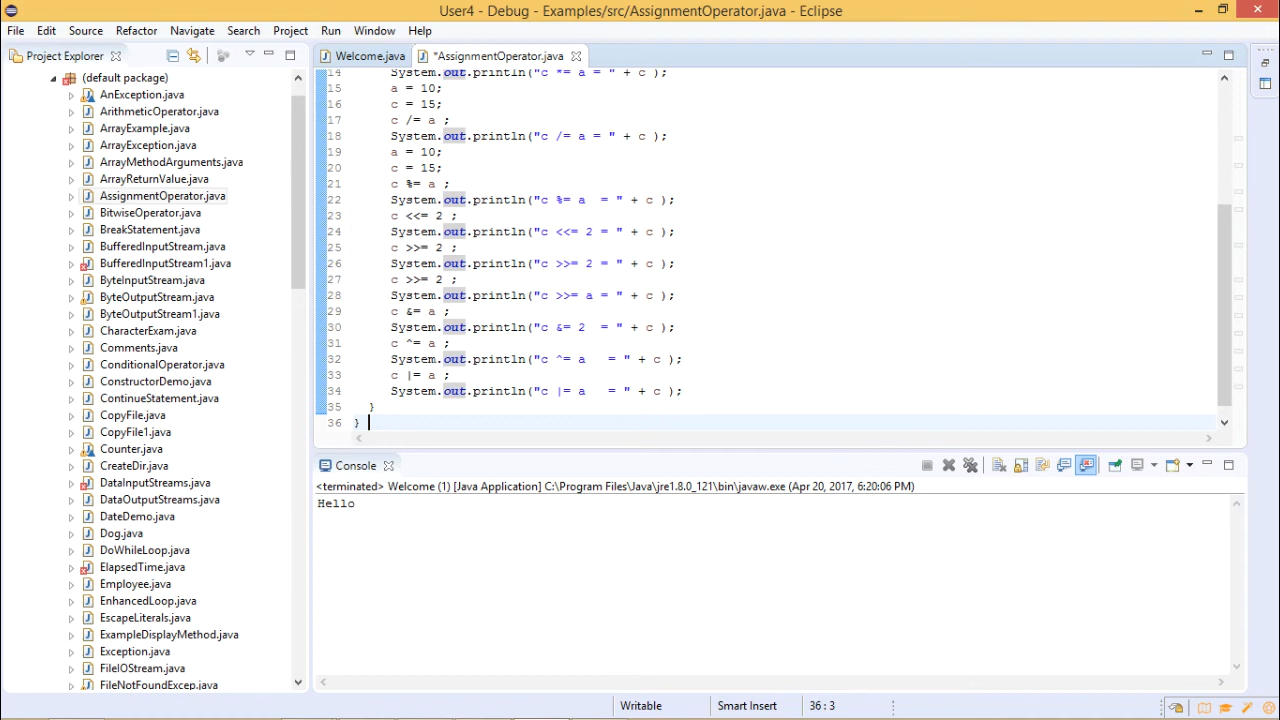 User4 - Debug - Examples/src/AssignmentOperator.java - Eclipse
File Edit Source Refactor Navigate Search Project Run Window Help
Project Explorer
(default package)
AnException.java
ArithmeticOperator.java
ArrayExample.java
ArrayException.java
ArrayMethodArguments.java
ArrayReturnValue.java
AssignmentOperator.java
BitwiseOperator.java
BreakStatement.java
BufferedInputStream.java
BufferedInputStream1.java
ByteInputStream.java
ByteOutputStream.java
ByteOutputStream1.java
CharacterExam.java
Comments.java
ConditionalOperator.java
ConstructorDemo.java
ContinueStatement.java
CopyFile.java
CopyFile1.java
Counter.java
CreateDir.java
DataInputStreams.java
DataOutputStreams.java
DateDemo.java
Dog.java
DoWhileLoop.java
ElapsedTime.java
Employee.java
EnhancedLoop.java
EscapeLiterals.java
ExampleDisplayMethod.java
Exception.java
FileIOStream.java
FileNotFoundExcep.java
Welcome.java *AssignmentOperator.java
14 System.out.println("c *= a = " + c );
15 a = 10;
16 c = 15;
17 c /= a ;
18 System.out.println("c /= a = " + c );
19 a = 10;
20 c = 15;
21 c %= a ;
22 System.out.println("c %= a  = " + c );
23 c <<= 2 ;
24 System.out.println("c <<= 2 = " + c );
25 c >>= 2 ;
26 System.out.println("c >>= 2 = " + c );
27 c >>= 2 ;
28 System.out.println("c >>= a = " + c );
29 c &= a ;
30 System.out.println("c &= 2  = " + c );
31 c ^= a ;
32 System.out.println("c ^= a   = " + c );
33 c |= a ;
34 System.out.println("c |= a   = " + c );
35 }
36 }
Console
<terminated> Welcome (1) [Java Application] C:\Program Files\Java\jre1.8.0_121\bin\javaw.exe (Apr 20, 2017, 6:20:06 PM)
Hello
Writable Smart Insert 36 : 3